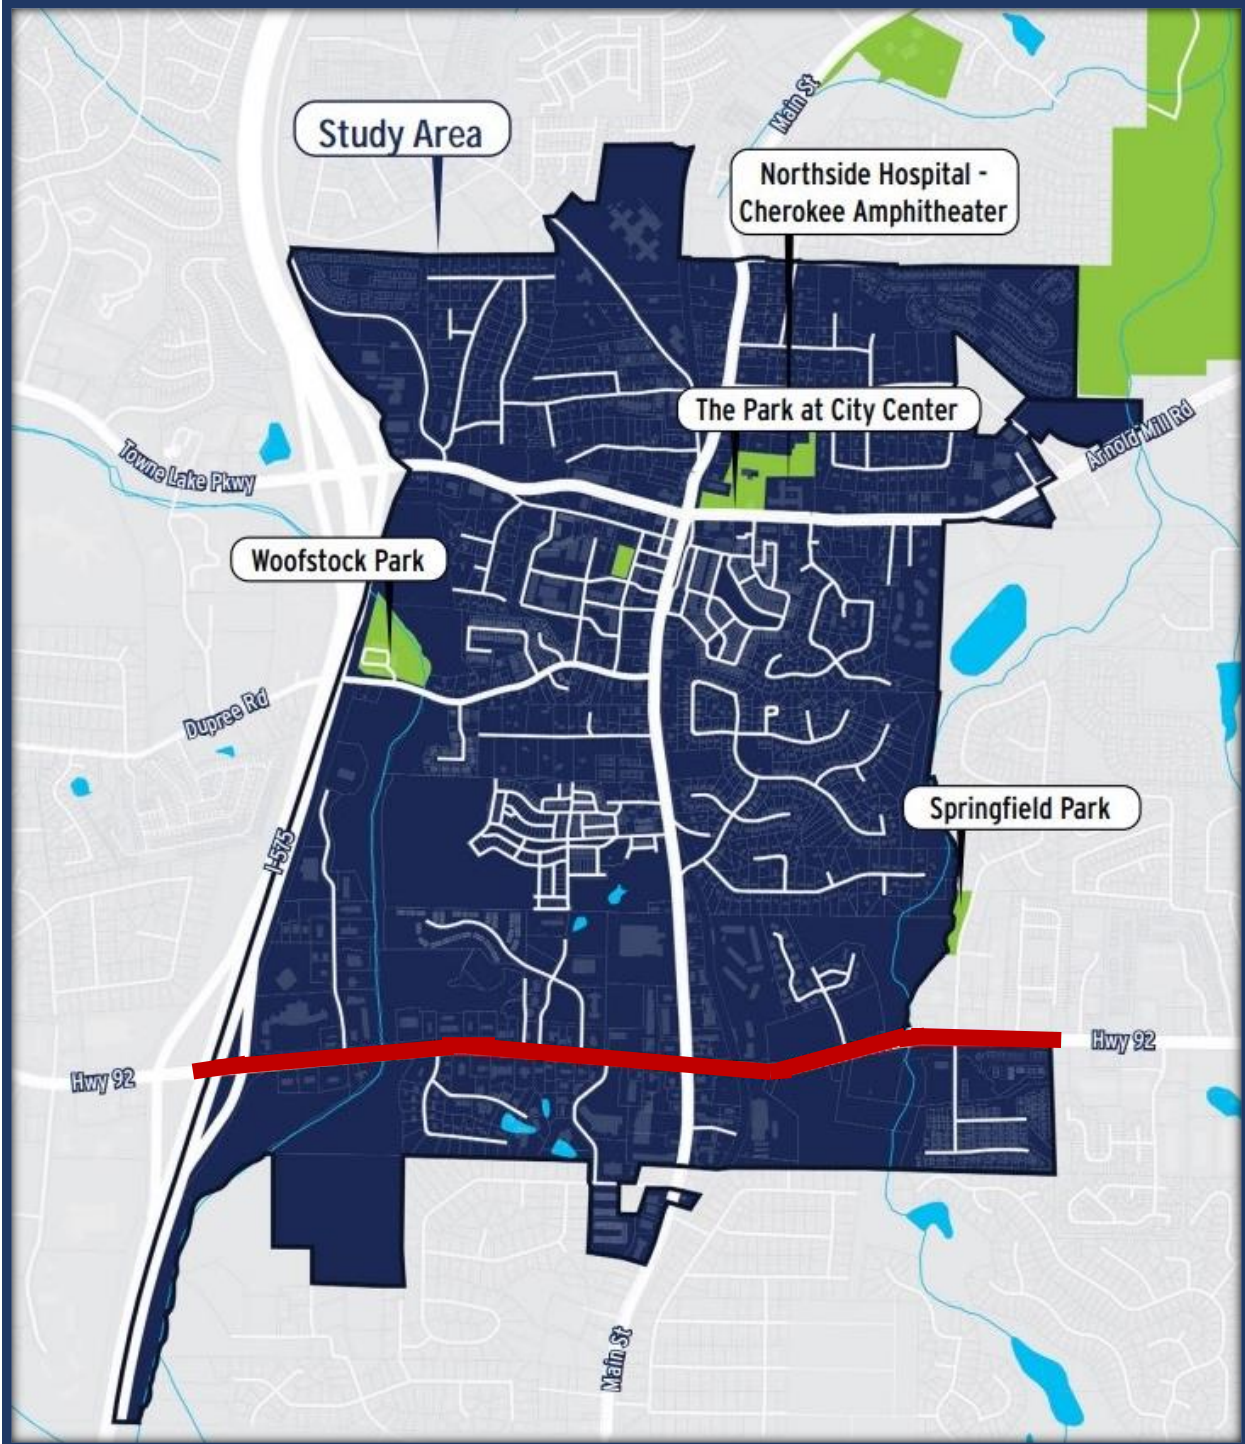 Main St
Study Area
Northside Hospital -
Cherokee Amphitheater
The Park at City Center
Arnold Mill Rd
Towne Lake Pkwy
Woofstock Park
Dupree Rd
Springfield Park
I-575
Hwy 92
Hwy 92
Main St